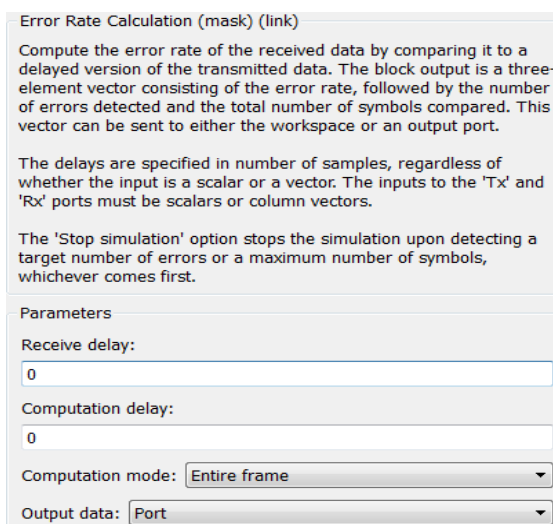 Error Rate Calculation (mask) (link)
Compute the error rate of the received data by comparing it to a
delayed version of the transmitted data. The block output is a three-
element vector consisting of the error rate, followed by the number
of errors detected and the total number of symbols compared. This
vector can be sent to either the workspace or an output port.
The delays are specified in number of samples, regardless of
whether the input is a scalar or a vector. The inputs to the 'Tx' and
'Rx' ports must be scalars or column vectors.
The 'Stop simulation' option stops the simulation upon detecting a
target number of errors or a maximum number of symbols,
whichever comes first.
Parameters
Receive delay:
0
Computation delay:
0
Computation mode: Entire frame
Output data: Port